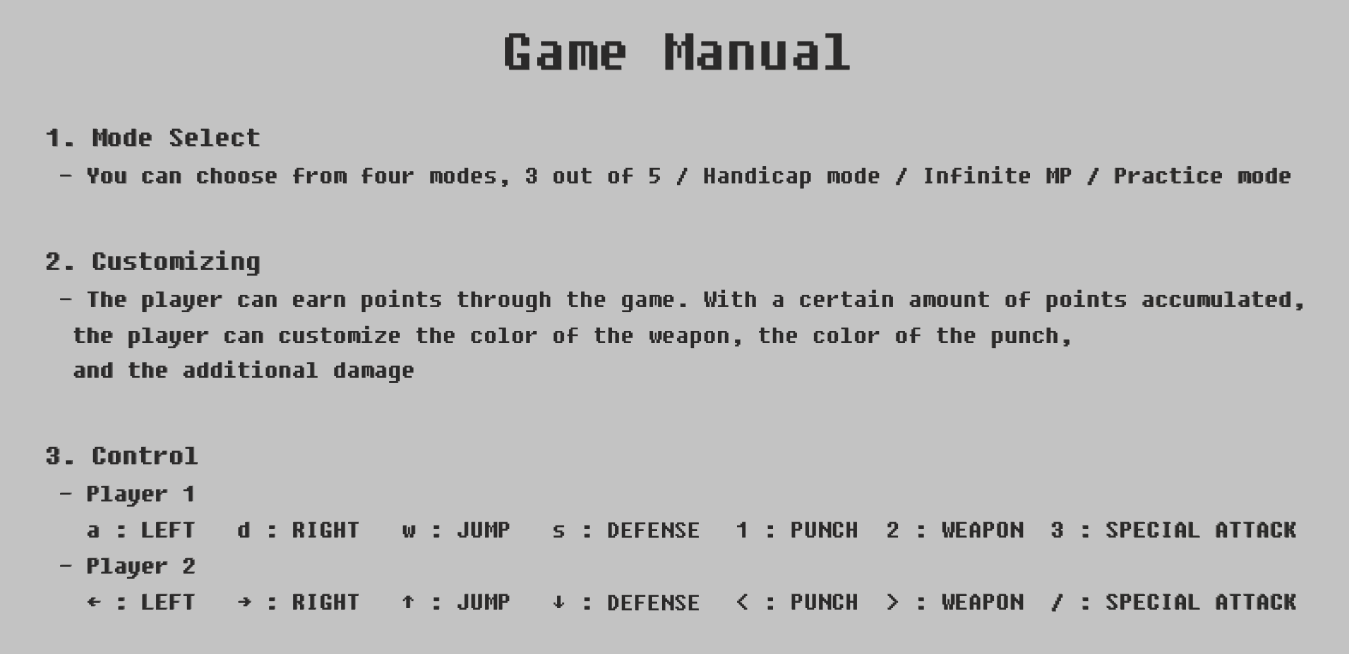 Game Manual
1. Mode Select
- You can choose from four modes, 3 out of 5 / Handicap mode / Infinite MP / Practice mode
2. Customizing
- The player can earn points through the game. With a certain amount of points accumulated,
the player can customize the color of the weapon, the color of the punch,
and the additional damage
3. Control
- Player 1
a : LEFT d : RIGHT w : JUMP s : DEFENSE 1 : PUNCH 2 : WEAPON 3 : SPECIAL ATTACK
- Player 2
← : LEFT → : RIGHT ↑ : JUMP ↓ : DEFENSE < : PUNCH > : WEAPON / : SPECIAL ATTACK